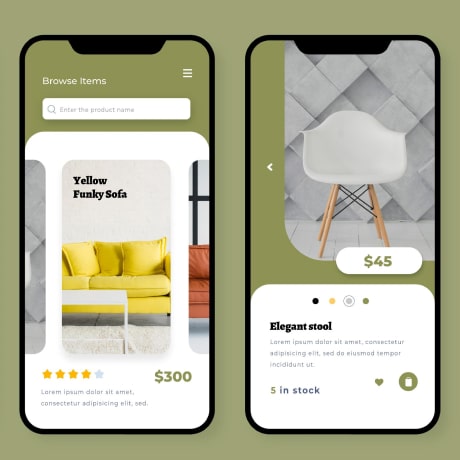 Browse Items
Enter the product name
Yellow
Funky Sofa
$300
Lorem ipsum dolor sit amet,
consectetur adipiscing elit, sed.
$45
Elegant stool
Lorem ipsum dolor sit amet, consectetur
adipisicing elit, sed do eiusmod tempor
incididunt ut.
5 in stock